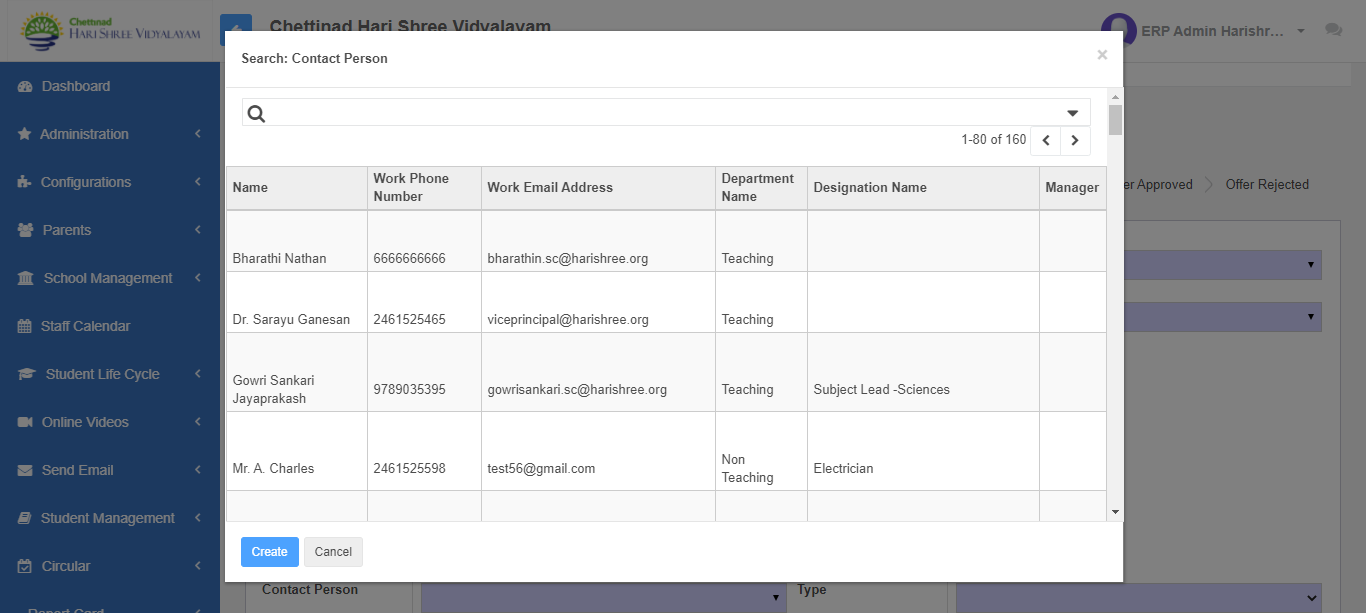 Chettinad
HARI SHREE VIDYALAYAM
Chettinad Hari Shree Vidyalayam
ERP Admin Harishr...
Dashboard
Administration
Configurations
Parents
School Management
Staff Calendar
Student Life Cycle
Online Videos
Send Email
Student Management
Circular
Report Card
Search: Contact Person
×
1-80 of 160
Name
Work Phone
Number
Work Email Address
Department
Name
Designation Name
Manager
Bharathi Nathan
6666666666
bharathin.sc@harishree.org
Teaching
Dr. Sarayu Ganesan
2461525465
viceprincipal@harishree.org
Teaching
Gowri Sankari
Jayaprakash
9789035395
gowrisankari.sc@harishree.org
Teaching
Subject Lead -Sciences
Mr. A. Charles
2461525598
test56@gmail.com
Non
Teaching
Electrician
Create
Cancel
er Approved
Offer Rejected
Contact Person
Type